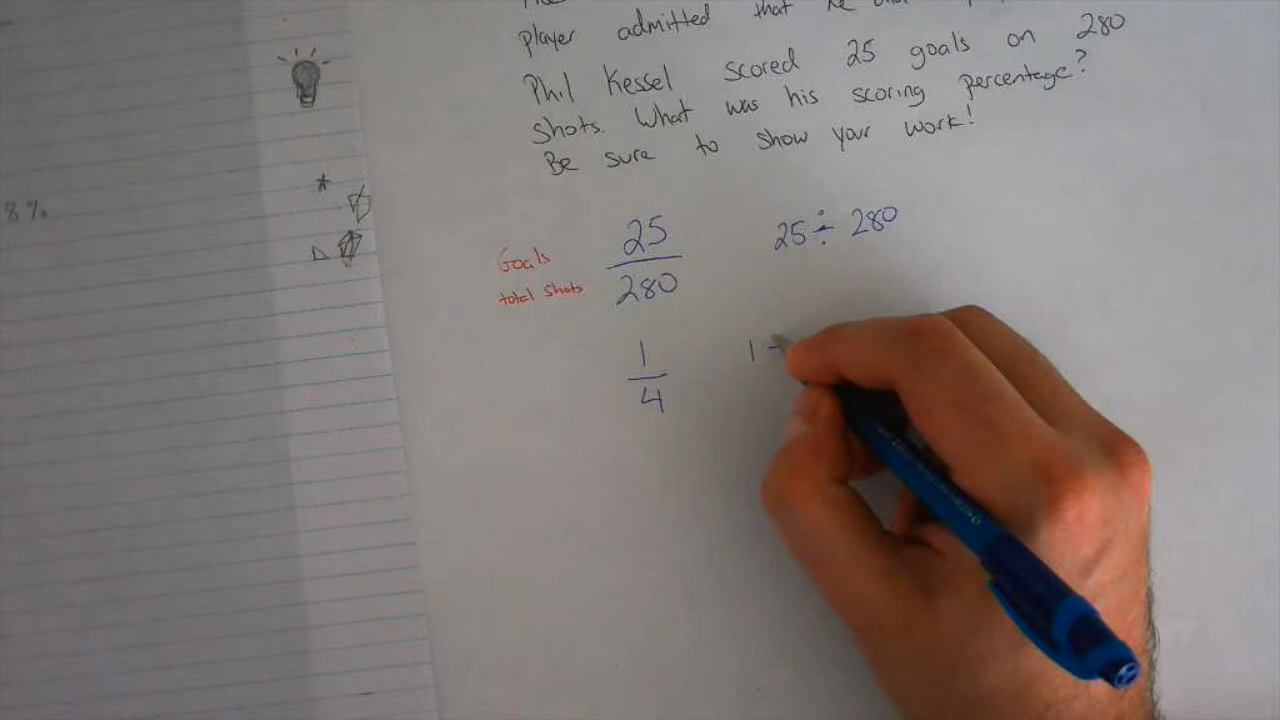 player admitted that he
Phil Kessel scored 25 goals on 280
shots. What was his scoring percentage?
Be sure to show your work!
8%
Goals 25 25 ÷ 280
total shots 280
1 1
4